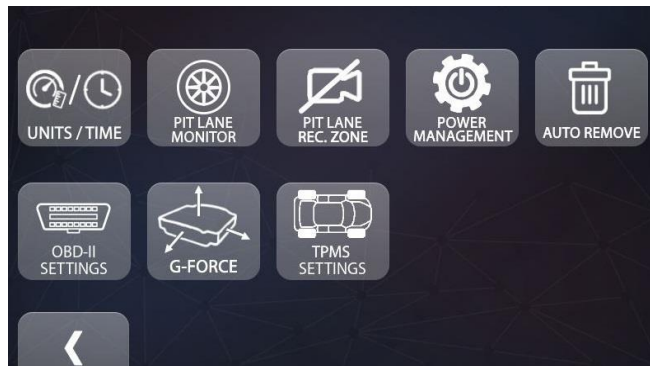 UNITS / TIME
PIT LANE
MONITOR
PIT LANE
REC. ZONE
POWER
MANAGEMENT
AUTO REMOVE
OBD-II
SETTINGS
G-FORCE
TPMS
SETTINGS